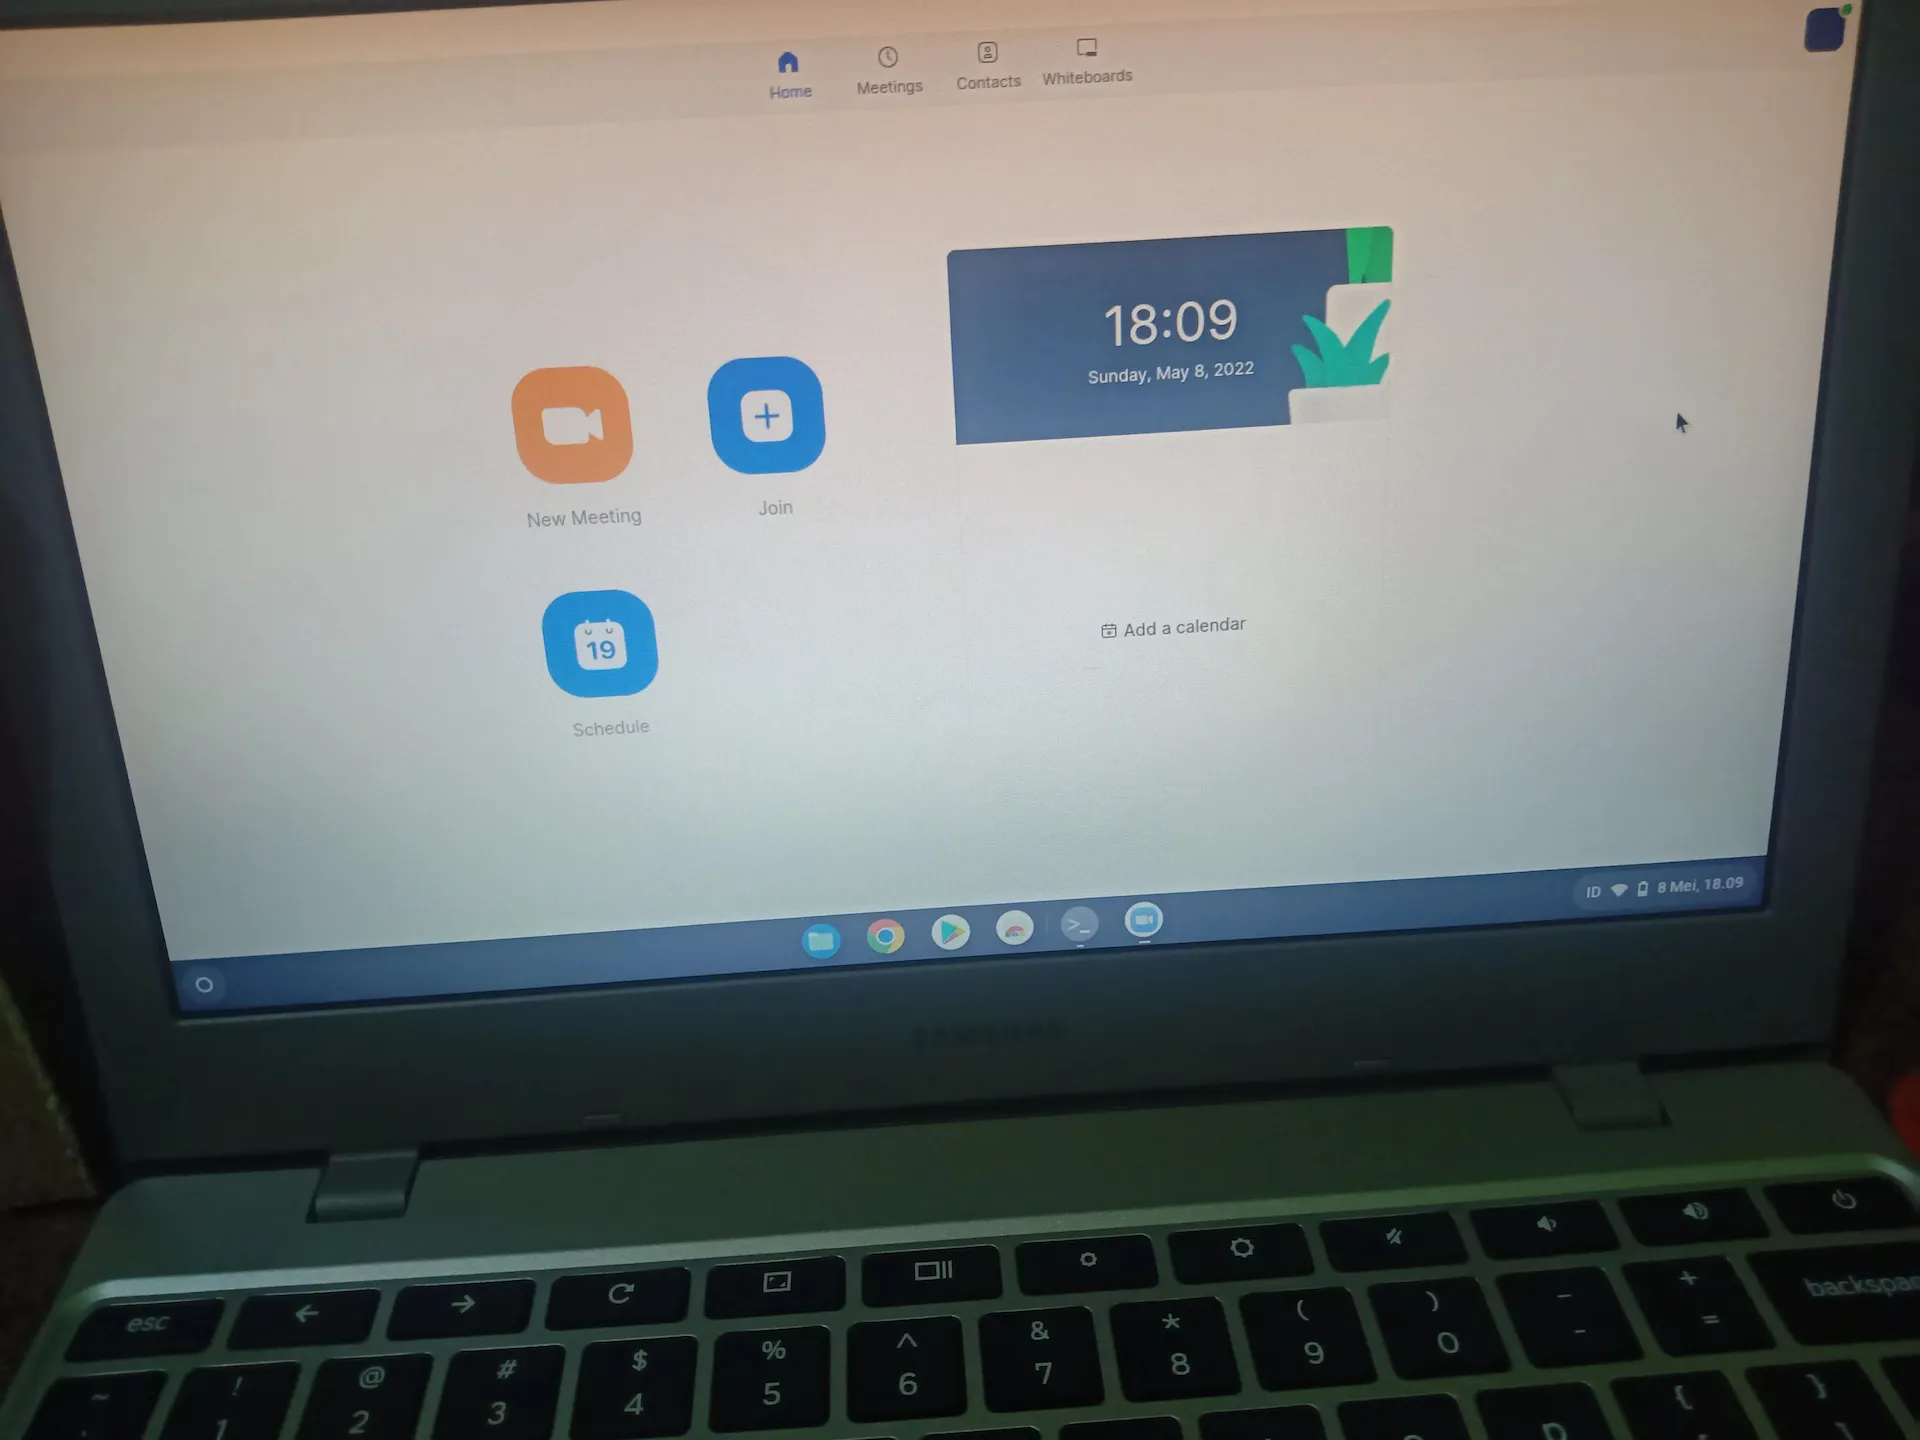 Home Meetings Contacts Whiteboards
18:09
Sunday, May 8, 2022
New Meeting
Join
19
Schedule
Add a calendar
ID 8 Mei, 18.09
SAMSUNG
esc
~ ! @ # $ % ^ & * ( ) _ +
1 2 3 4 5 6 7 8 9 0 - =
{ }